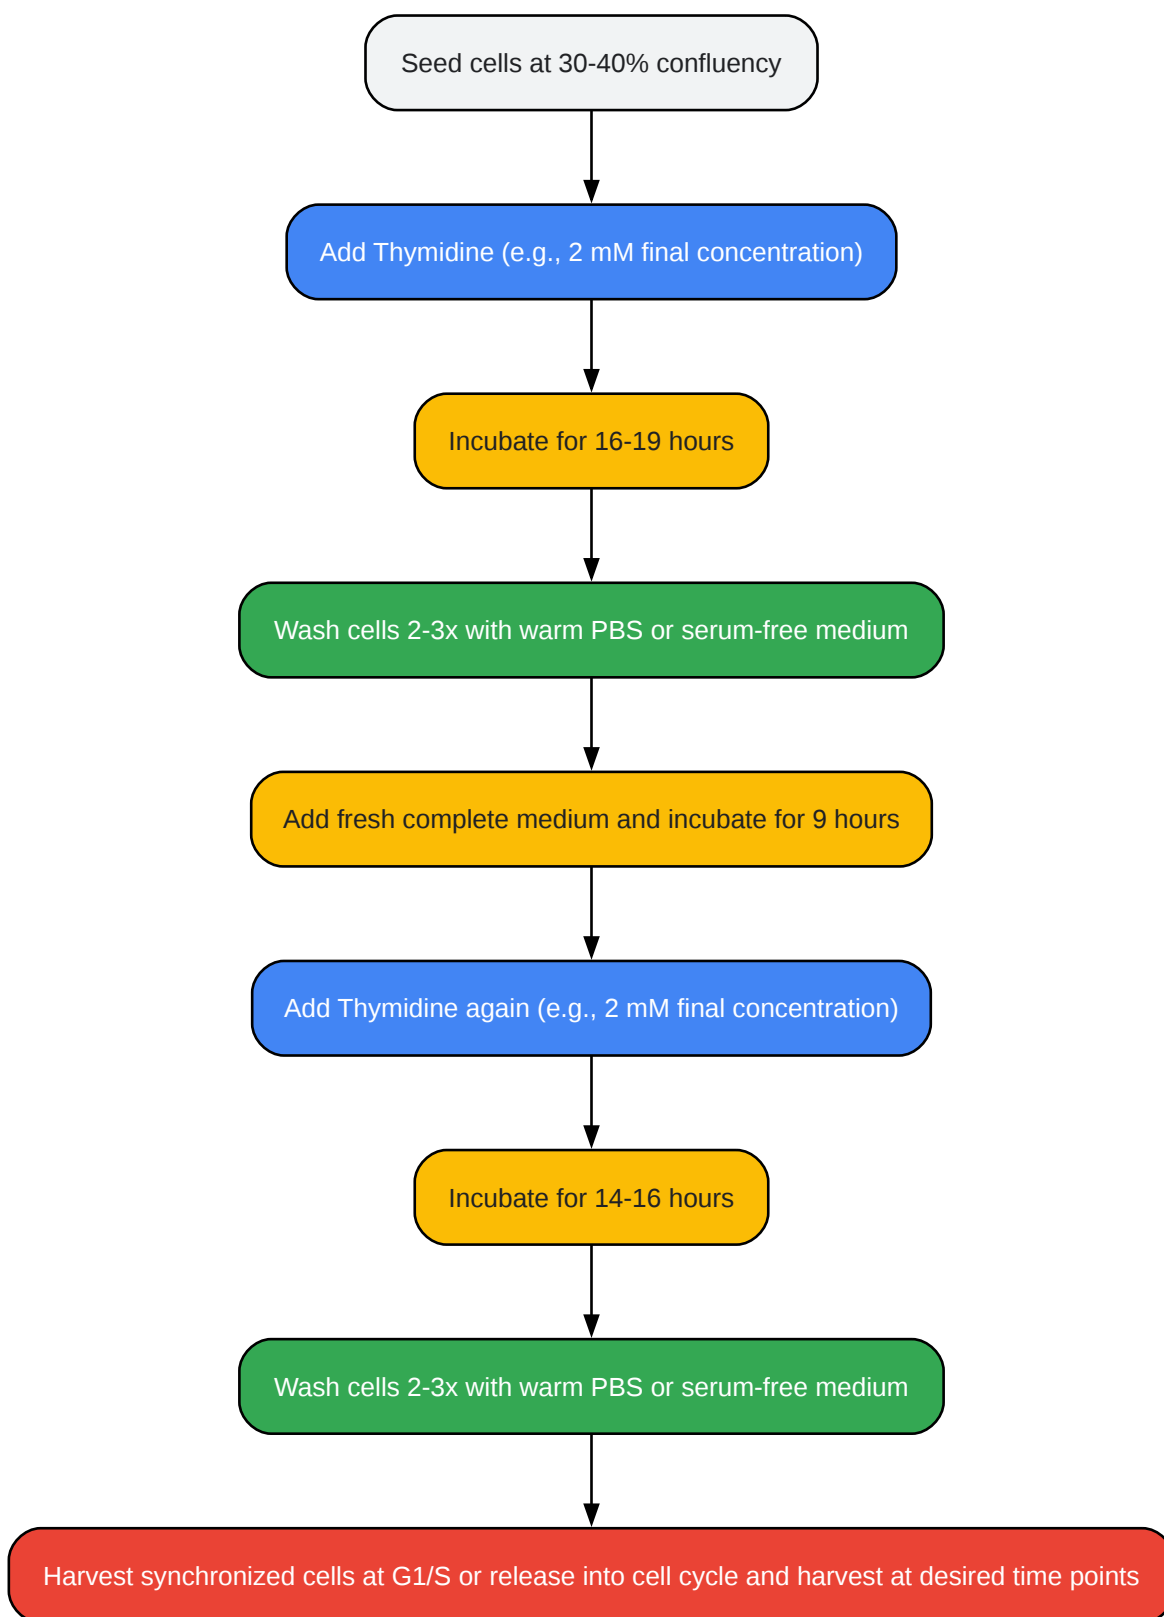 Seed cells at 30-40% confluency
Add Thymidine (e.g., 2 mM final concentration)
Incubate for 16-19 hours
Wash cells 2-3x with warm PBS or serum-free medium
Add fresh complete medium and incubate for 9 hours
Add Thymidine again (e.g., 2 mM final concentration)
Incubate for 14-16 hours
Wash cells 2-3x with warm PBS or serum-free medium
Harvest synchronized cells at G1/S or release into cell cycle and harvest at desired time points